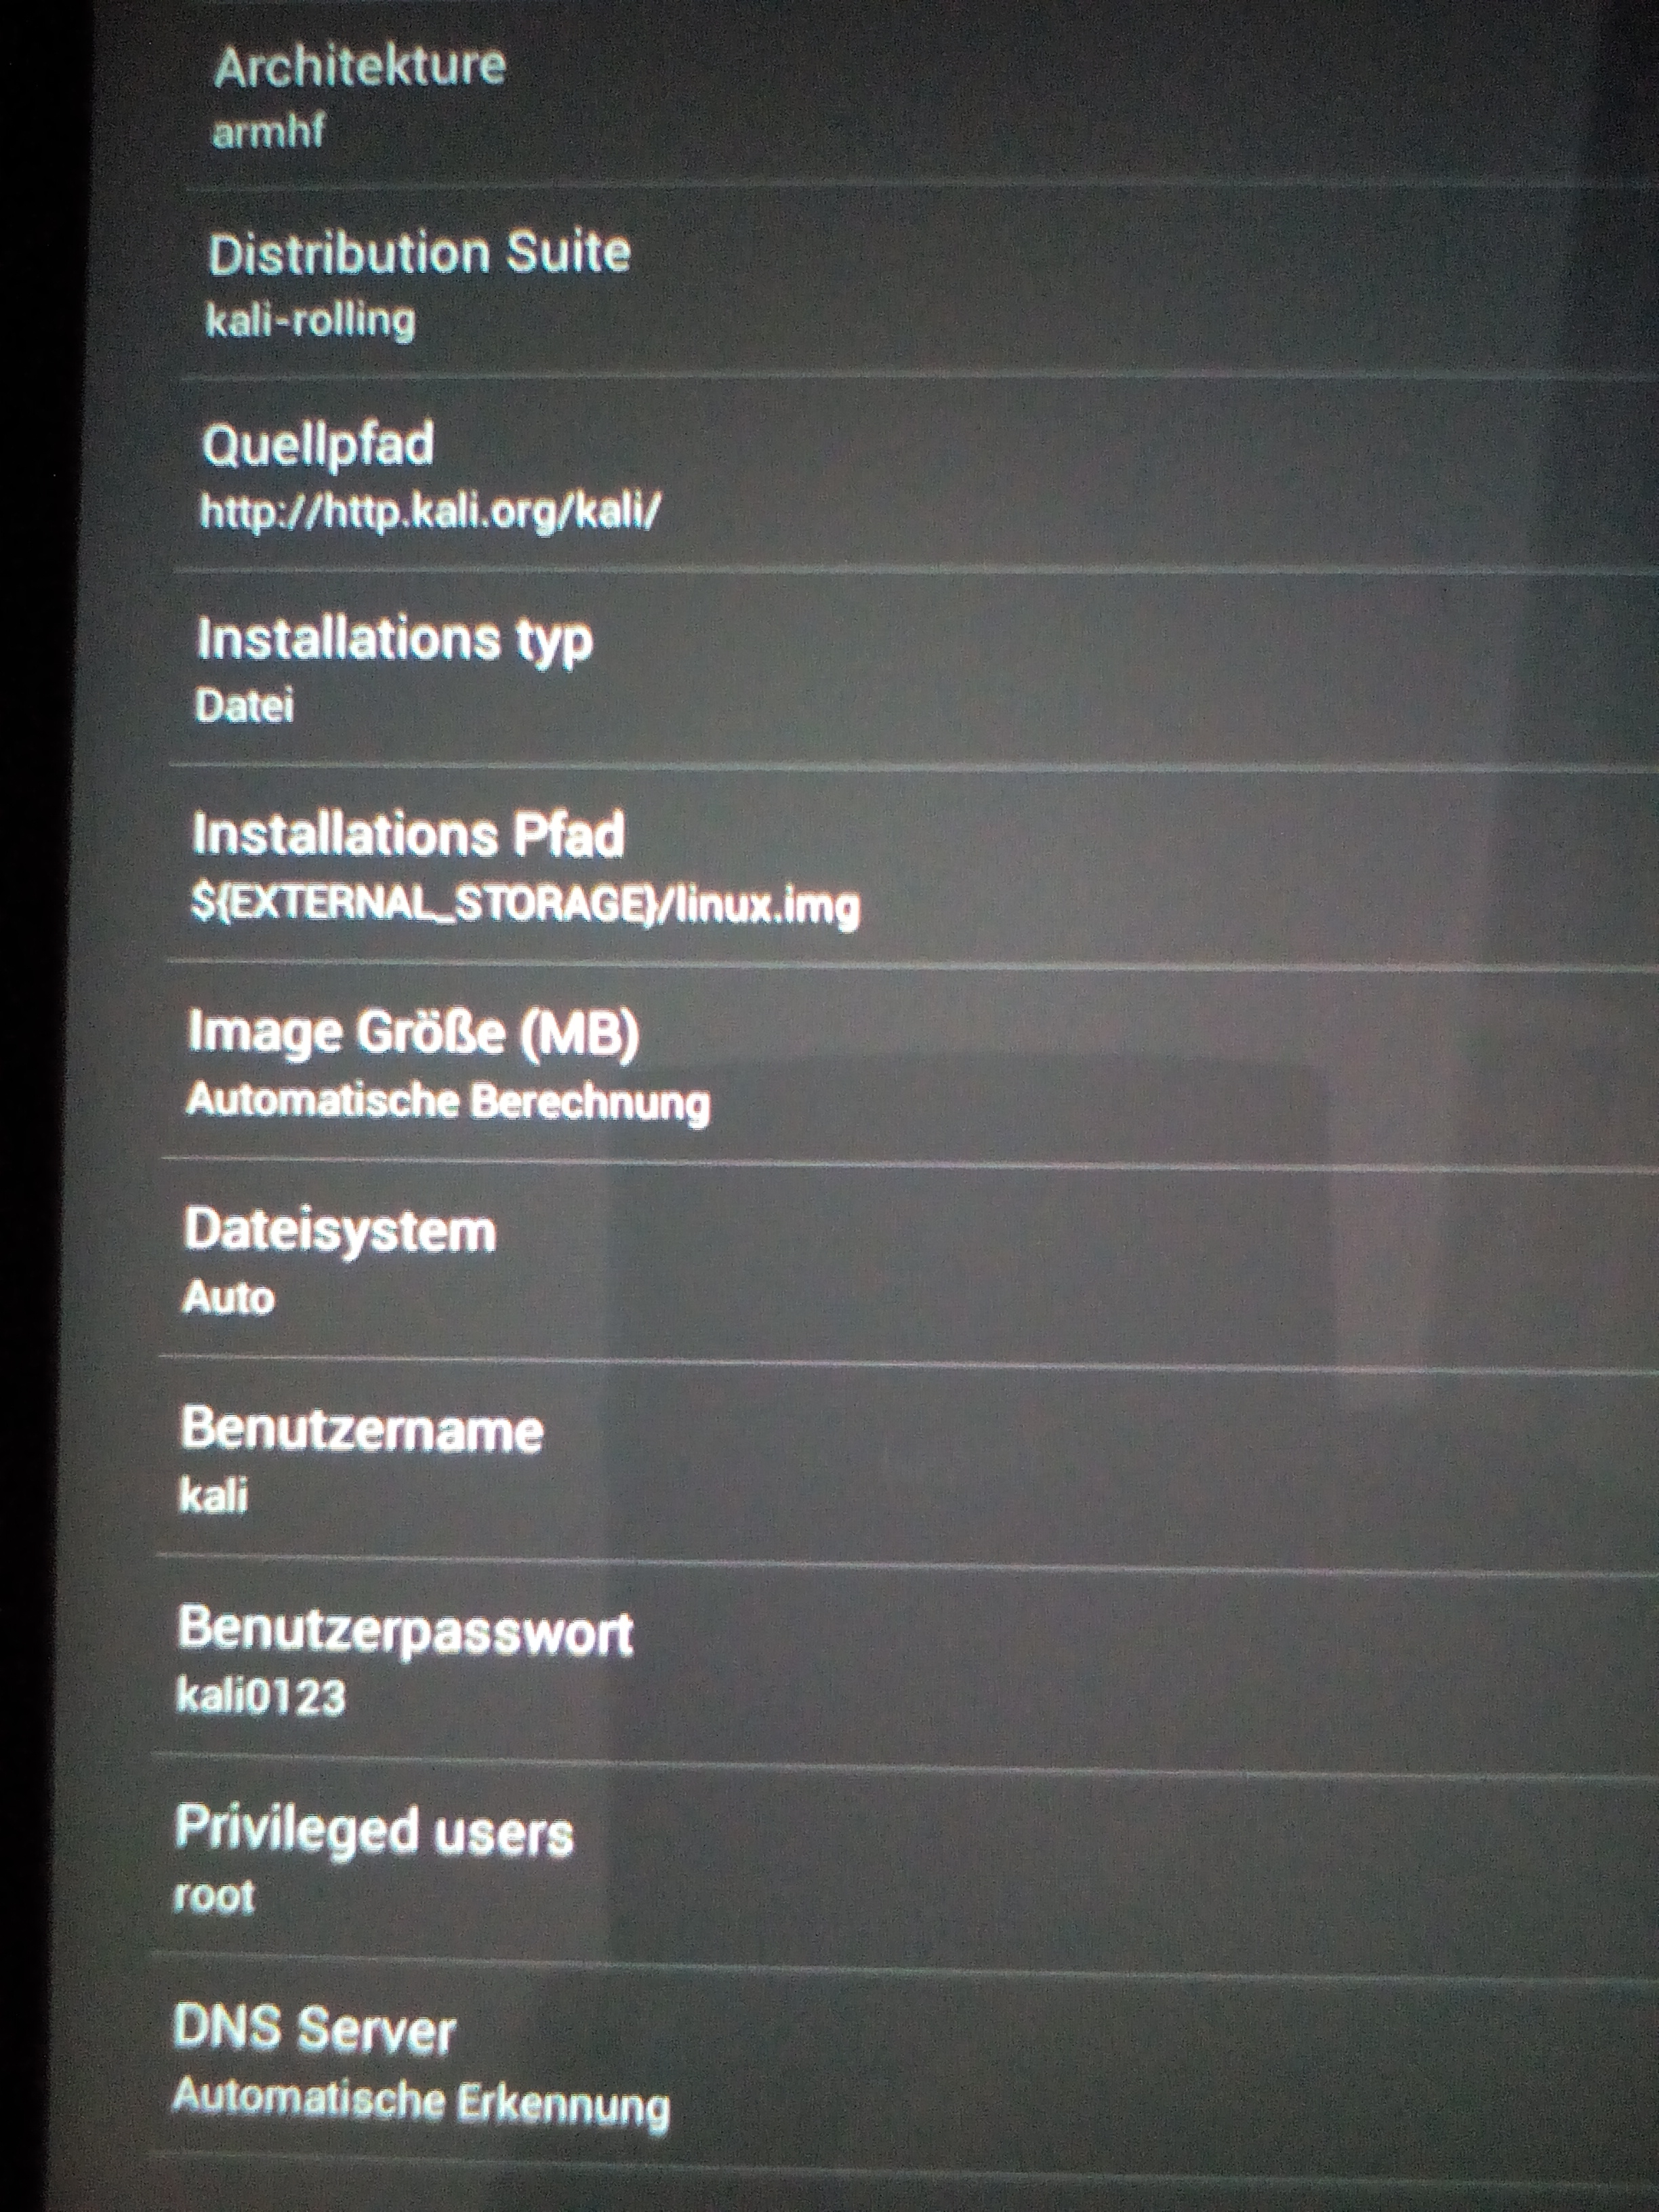 Architekture
armhf
Distribution Suite
kali-rolling
Quellpfad
http://http.kali.org/kali/
Installations typ
Datei
Installations Pfad
${EXTERNAL_STORAGE}/linux.img
Image Größe (MB)
Automatische Berechnung
Dateisystem
Auto
Benutzername
kali
Benutzerpasswort
kali0123
Privileged users
root
DNS Server
Automatische Erkennung